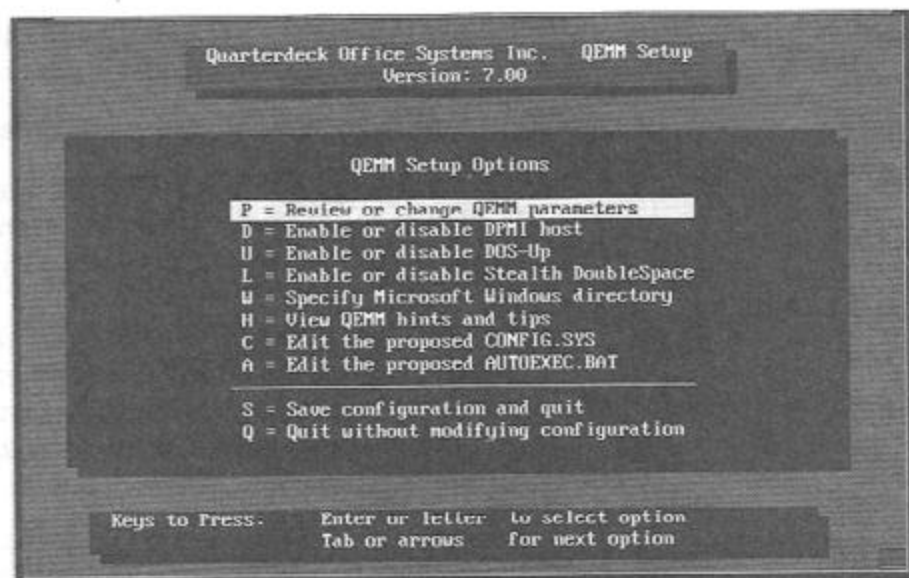 Quarterdeck Office Systems Inc. QEMM Setup
Version: 7.00
QEMM Setup Options
P = Review or change QEMM parameters
D = Enable or disable DPMI host
U = Enable or disable DOS-Up
L = Enable or disable Stealth DoubleSpace
W = Specify Microsoft Windows directory
H = View QEMM hints and tips
C = Edit the proposed CONFIG.SYS
A = Edit the proposed AUTOEXEC.BAT
S = Save configuration and quit
Q = Quit without modifying configuration
Keys to Press: Enter or letter to select option
Tab or arrows for next option